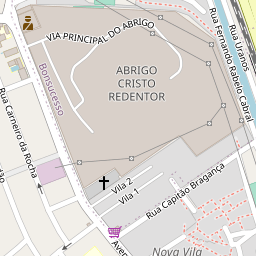 VIA PRINCIPAL DO ABRIGO
Rua Uranos
Rua Fernando Rabelo Cabral
Bonsucesso
ABRIGO
CRISTO
REDENTOR
Rua Carneiro da Rocha
Vila 2
Vila 1
Rua Capitão Bragança
Nova Vila